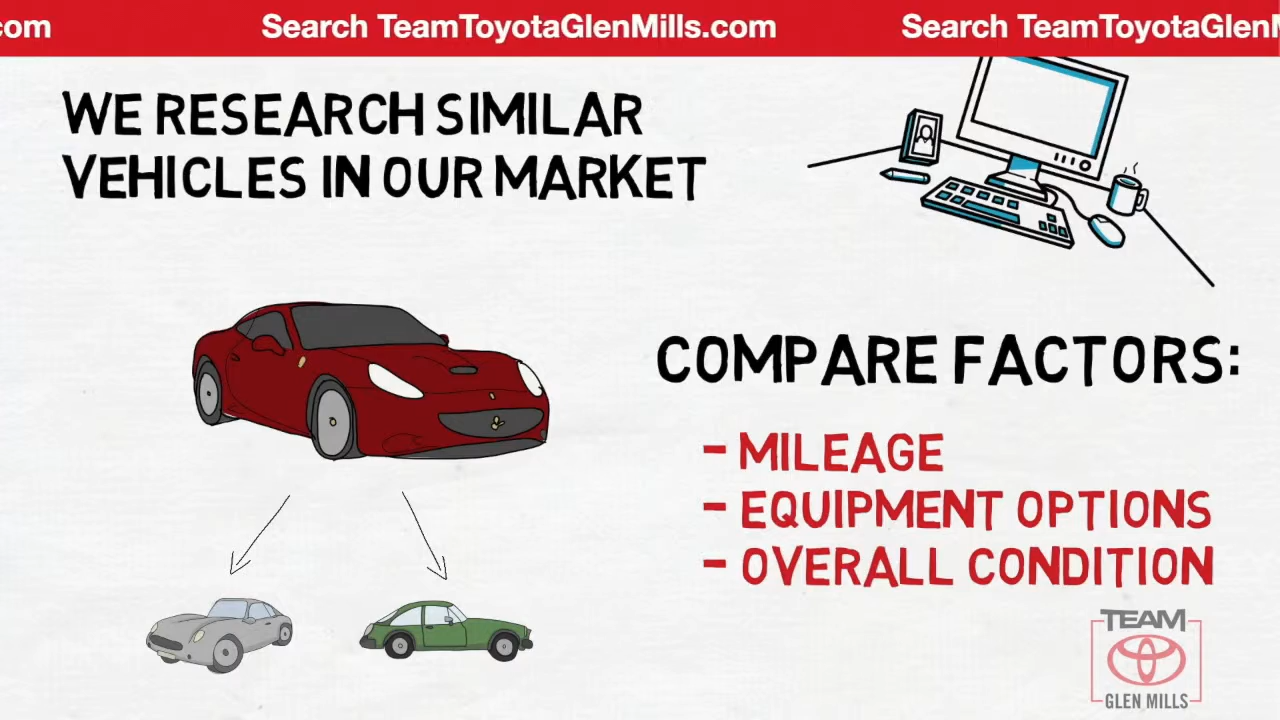 .com Search TeamToyotaGlenMills.com Search TeamToyotaGlen
WE RESEARCH SIMILAR
VEHICLES IN OUR MARKET
COMPARE FACTORS:
- MILEAGE
- EQUIPMENT OPTIONS
- OVERALL CONDITION
TEAM
GLEN MILLS